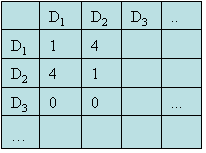 D1 D2 D3 ..
D1 1 4
D2 4 1
D3 0 0 ...
...